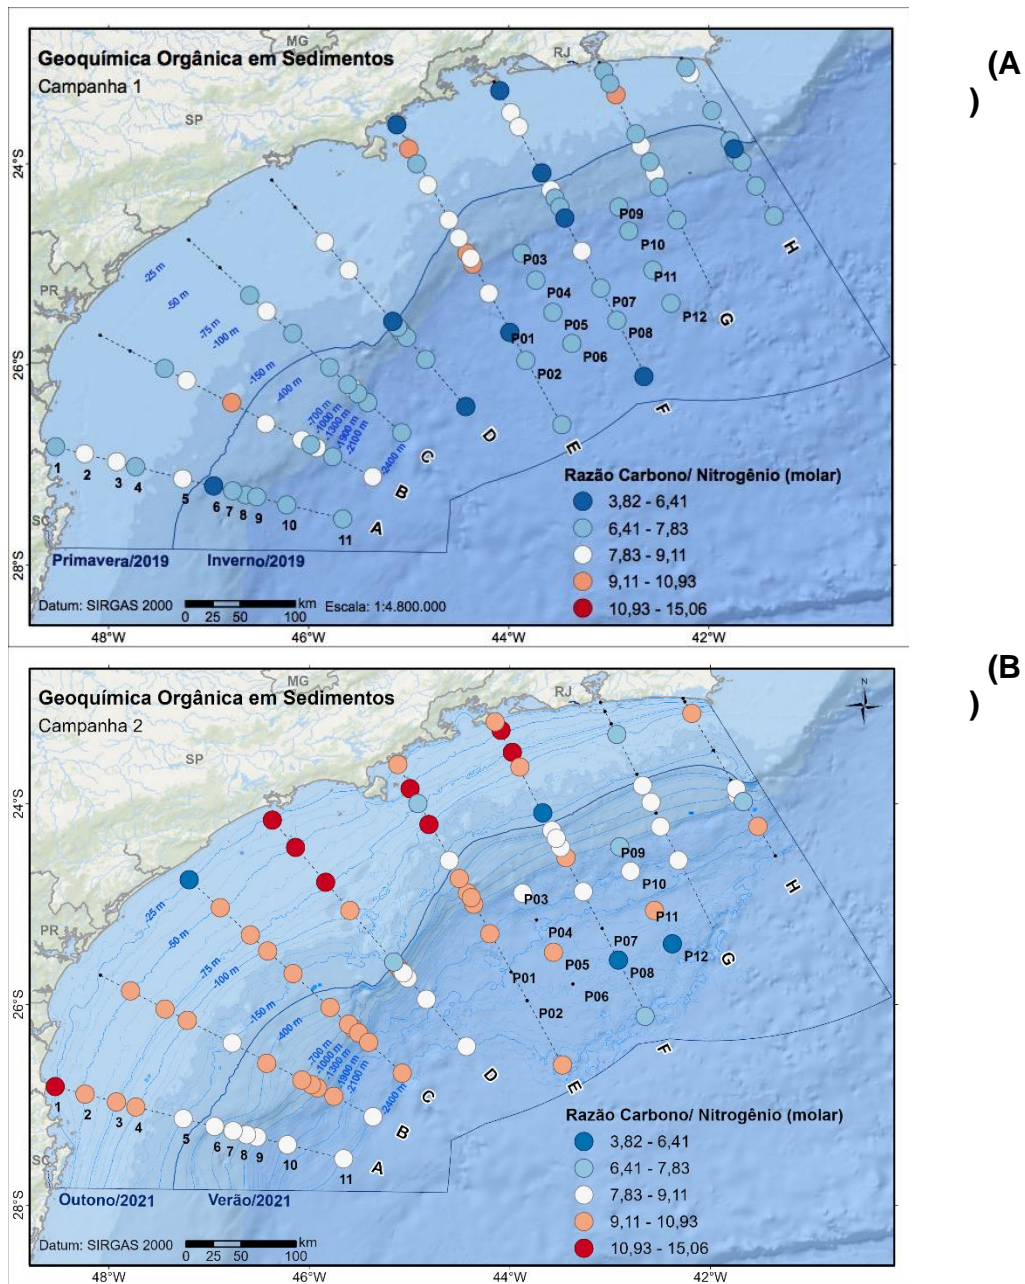 (A
)
MG
RJ
Geoquímica Orgânica em Sedimentos
Campanha 1
SP
24°S
-25 m
-50 m
-75 m
-100 m
-150 m
-400 m
-700 m
-1000 m
-1300 m
-1900 m
-2100 m
-2400 m
PR
26°S
P09
P10
P03
P11
P04
P12
P05
P07
P06
P08
P01
P02
H
G
F
E
D
C
B
A
1
2
3
4
5
6
7
8
9
10
11
SC
Primavera/2019
Inverno/2019
28°S
Datum: SIRGAS 2000
0 25 50 100
km
Escala: 1:4.800.000
Razão Carbono/ Nitrogênio (molar)
3,82 - 6,41
6,41 - 7,83
7,83 - 9,11
9,11 - 10,93
10,93 - 15,06
48°W
46°W
44°W
42°W
(B
)
MG
RJ
N
Geoquímica Orgânica em Sedimentos
Campanha 2
SP
24°S
-25 m
-50 m
-75 m
-100 m
-150 m
-400 m
-700 m
-1000 m
-1300 m
-1900 m
-2100 m
-2400 m
PR
26°S
P09
P10
P03
P11
P04
P12
P05
P07
P06
P08
P01
P02
H
G
F
E
D
C
B
A
1
2
3
4
5
6
7
8
9
10
11
SC
Outono/2021
Verão/2021
28°S
Datum: SIRGAS 2000
0 25 50 100
km
Razão Carbono/ Nitrogênio (molar)
3,82 - 6,41
6,41 - 7,83
7,83 - 9,11
9,11 - 10,93
10,93 - 15,06
48°W
46°W
44°W
42°W